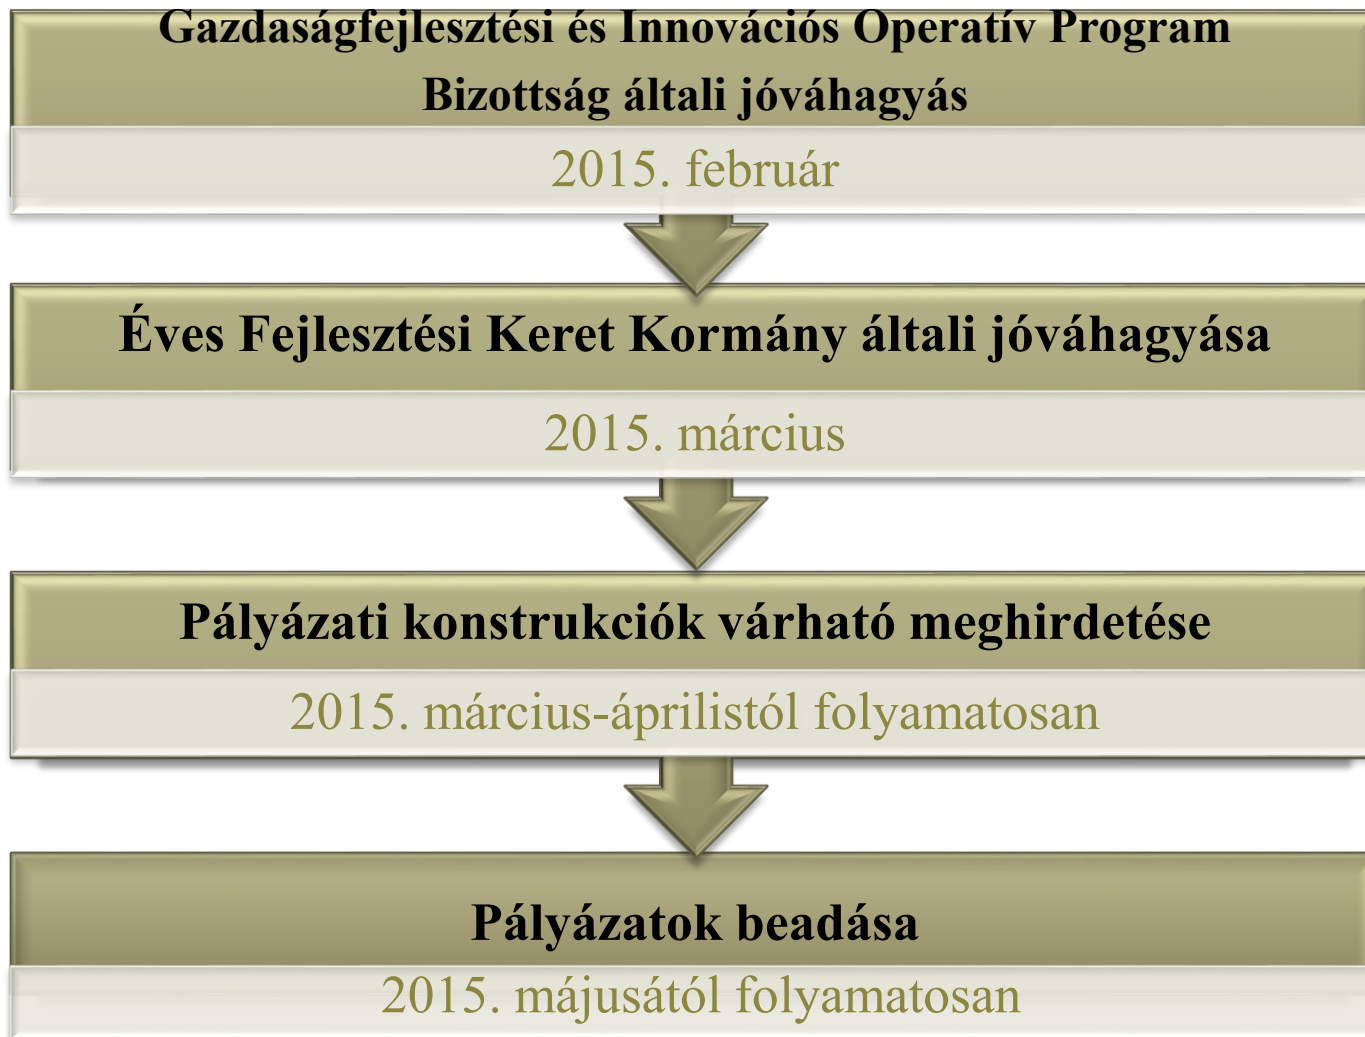 Gazdaságfejlesztési és Innovációs Operatív Program
Bizottság általi jóváhagyás
2015. február
Éves Fejlesztési Keret Kormány általi jóváhagyása
2015. március
Pályázati konstrukciók várható meghirdetése
2015. március-áprilistól folyamatosan
Pályázatok beadása
2015. májusától folyamatosan